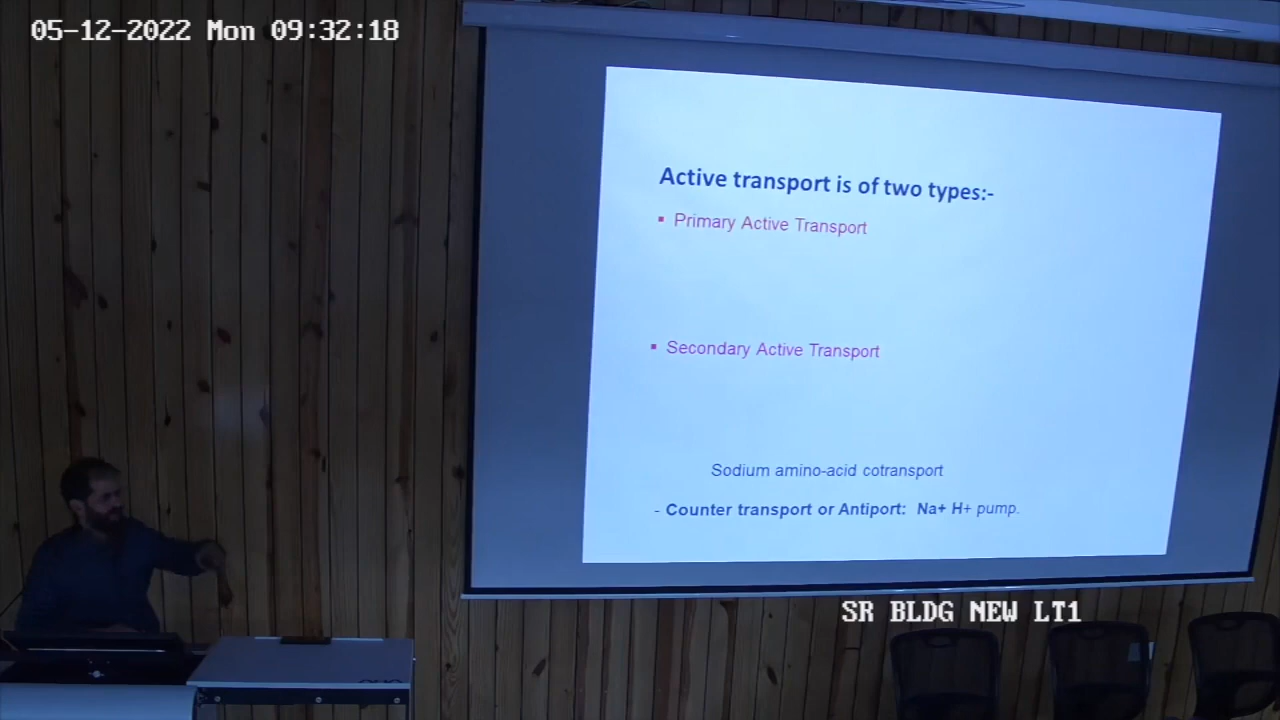 05-12-2022 Mon 09:32:18
Active transport is of two types:-
▪ Primary Active Transport
▪ Secondary Active Transport
Sodium amino-acid cotransport
- Counter transport or Antiport: Na+ H+ pump.
SR BLDG NEW LT1